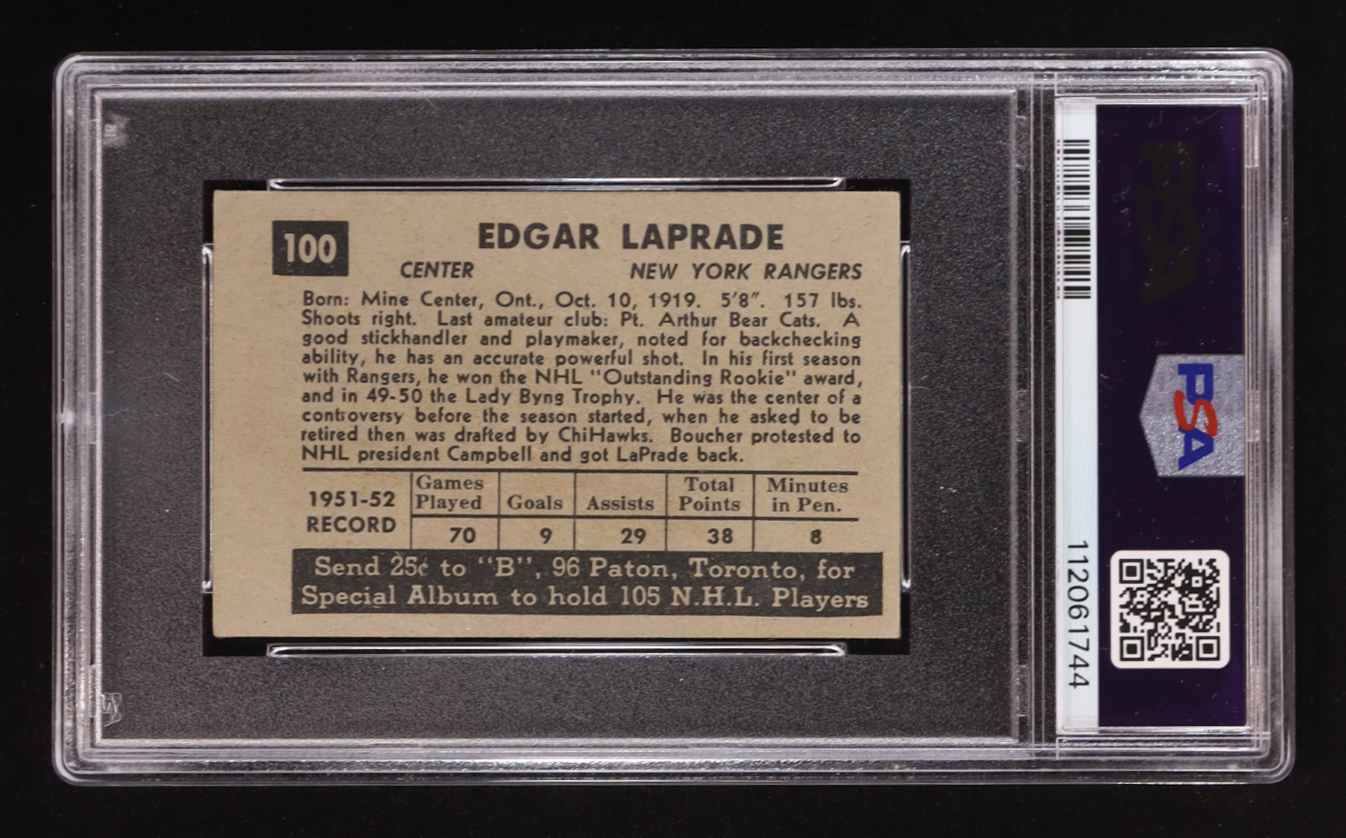 100
EDGAR LAPRADE
CENTER NEW YORK RANGERS
Born: Mine Center, Ont., Oct. 10, 1919. 5'8". 157 lbs.
Shoots right. Last amateur club: Pt. Arthur Bear Cats. A
good stickhandler and playmaker, noted for backchecking
ability, he has an accurate powerful shot. In his first season
with Rangers, he won the NHL "Outstanding Rookie" award,
and in 49-50 the Lady Byng Trophy. He was the center of a
controversy before the season started, when he asked to be
retired then was drafted by ChiHawks. Boucher protested to
NHL president Campbell and got LaPrade back.
1951-52 RECORD
Games Played Goals Assists Total Points Minutes in Pen.
70 9 29 38 8
Send 25¢ to "B", 96 Paton, Toronto, for
Special Album to hold 105 N.H.L. Players
PSA
PSA
112061744